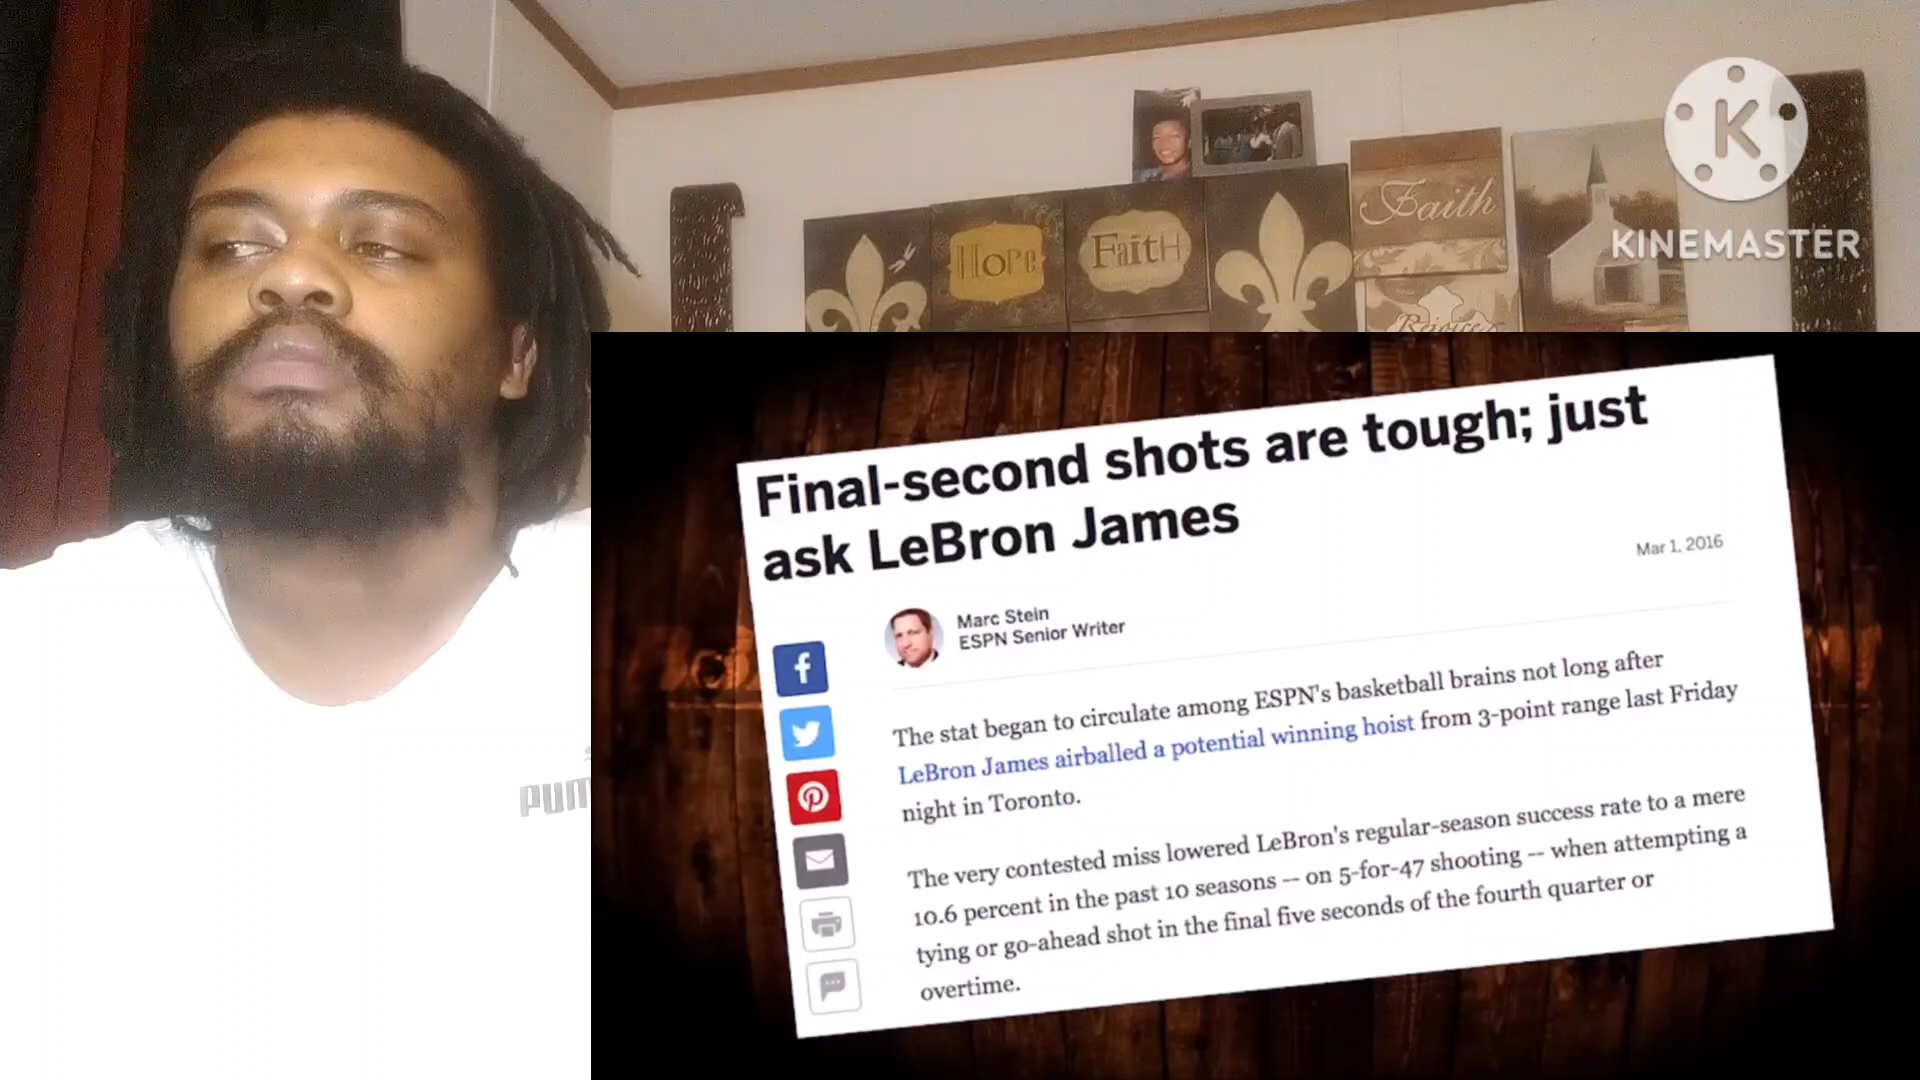 Hope
Faith
Faith
Rejoice
K
KINEMASTER
PUM
Final-second shots are tough; just
ask LeBron James
Mar 1, 2016
Marc Stein
ESPN Senior Writer
The stat began to circulate among ESPN's basketball brains not long after
LeBron James airballed a potential winning hoist from 3-point range last Friday
night in Toronto.
The very contested miss lowered LeBron's regular-season success rate to a mere
10.6 percent in the past 10 seasons -- on 5-for-47 shooting -- when attempting a
tying or go-ahead shot in the final five seconds of the fourth quarter or
overtime.